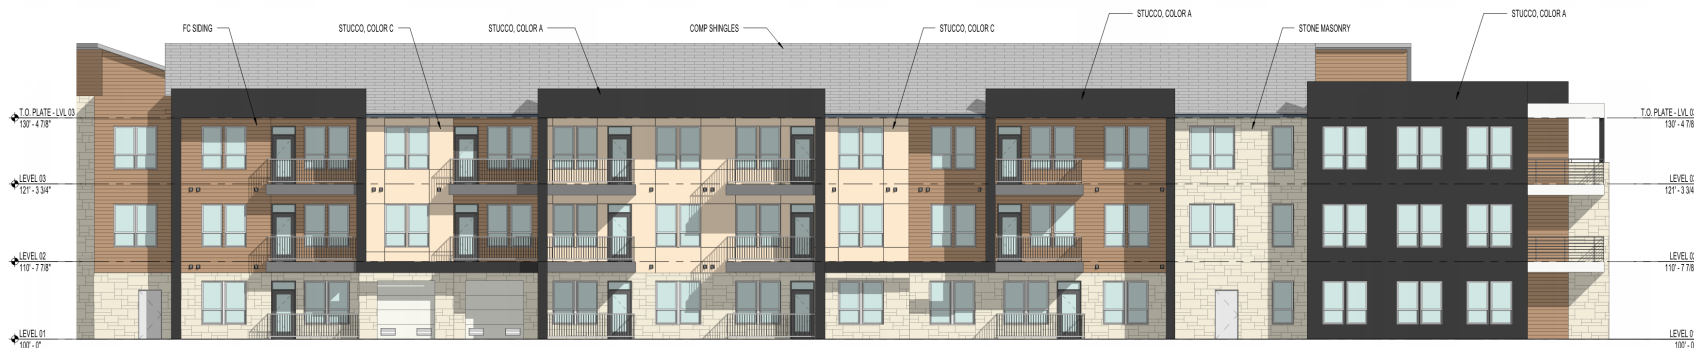 STUCCO, COLOR A
STUCCO, COLOR A
FC SIDING
STUCCO, COLOR C
STUCCO, COLOR A
COMP SHINGLES
STUCCO, COLOR C
STONE MASONRY
T.O. PLATE - LVL 03
130' - 4 7/8"
T.O. PLATE - LVL 03
130' - 4 7/8
LEVEL 03
121' - 3 3/4"
LEVEL 03
121' - 3 3/4
LEVEL 02
110' - 7 7/8"
LEVEL 02
110' - 7 7/8
LEVEL 01
100' - 0"
LEVEL 01
100' - 0